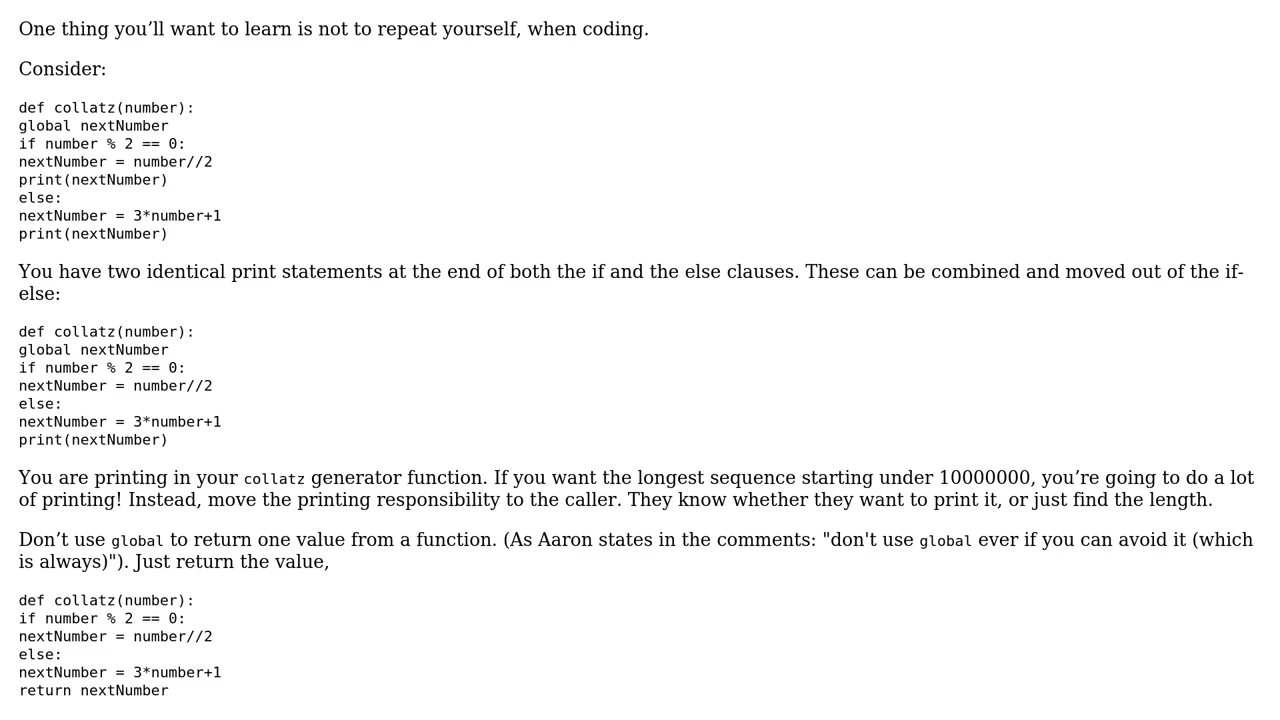 One thing you’ll want to learn is not to repeat yourself, when coding.
Consider:
def collatz(number):
global nextNumber
if number % 2 == 0:
nextNumber = number//2
print(nextNumber)
else:
nextNumber = 3*number+1
print(nextNumber)
You have two identical print statements at the end of both the if and the else clauses. These can be combined and moved out of the if-
else:
def collatz(number):
global nextNumber
if number % 2 == 0:
nextNumber = number//2
else:
nextNumber = 3*number+1
print(nextNumber)
You are printing in your collatz generator function. If you want the longest sequence starting under 10000000, you’re going to do a lot
of printing! Instead, move the printing responsibility to the caller. They know whether they want to print it, or just find the length.
Don’t use global to return one value from a function. (As Aaron states in the comments: "don't use global ever if you can avoid it (which
is always)"). Just return the value,
def collatz(number):
if number % 2 == 0:
nextNumber = number//2
else:
nextNumber = 3*number+1
return nextNumber